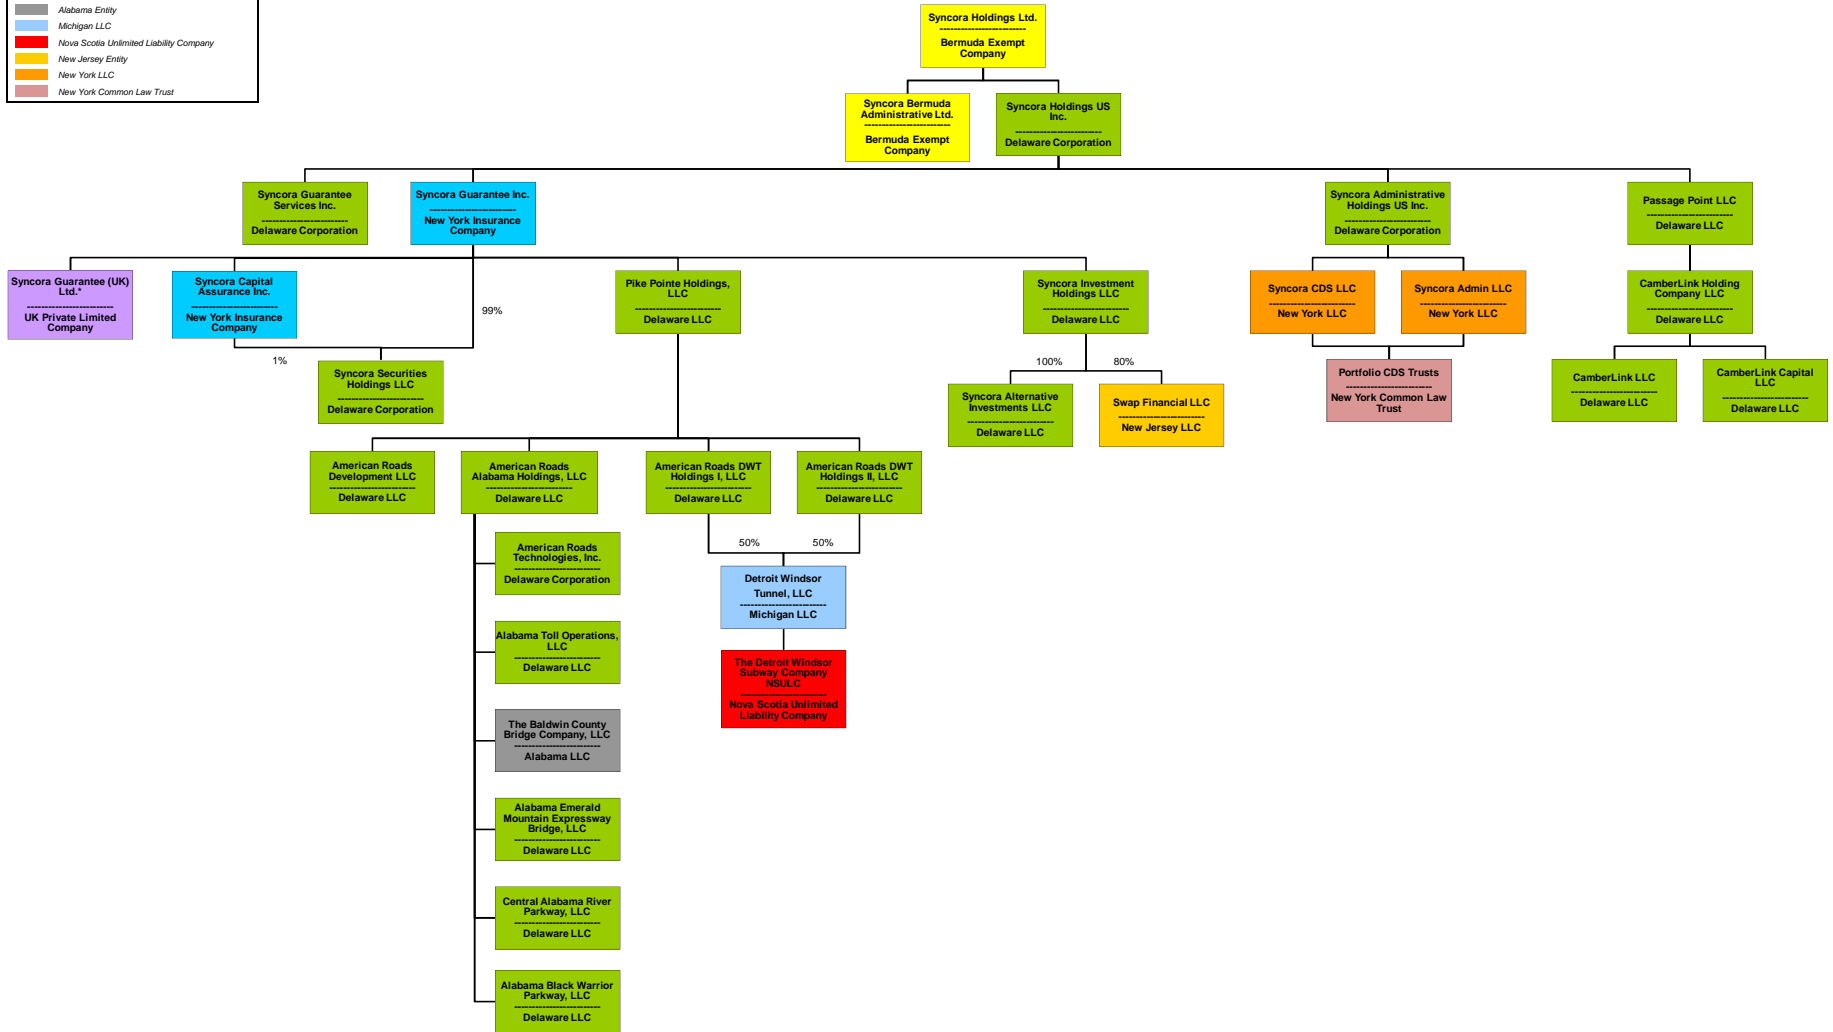 Alabama Entity
Michigan LLC
Nova Scotia Unlimited Liability Company
New Jersey Entity
New York LLC
New York Common Law Trust
Syncora Holdings Ltd.
--------------------------
Bermuda Exempt
Company
Syncora Bermuda
Administrative Ltd.
--------------------------
Bermuda Exempt
Company
Syncora Holdings US
Inc.
--------------------------
Delaware Corporation
Syncora Guarantee
Services Inc.
--------------------------
Delaware Corporation
Syncora Guarantee Inc.
--------------------------
New York Insurance
Company
Syncora Administrative
Holdings US Inc.
--------------------------
Delaware Corporation
Passage Point LLC
--------------------------
Delaware LLC
Syncora Guarantee (UK)
Ltd.*
--------------------------
UK Private Limited
Company
Syncora Capital
Assurance Inc.
--------------------------
New York Insurance
Company
99%
1%
Syncora Securities
Holdings LLC
--------------------------
Delaware Corporation
Pike Pointe Holdings,
LLC
--------------------------
Delaware LLC
Syncora Investment
Holdings LLC
--------------------------
Delaware LLC
100%
80%
Syncora Alternative
Investments LLC
--------------------------
Delaware LLC
Swap Financial LLC
--------------------------
New Jersey LLC
Syncora CDS LLC
--------------------------
New York LLC
Syncora Admin LLC
--------------------------
New York LLC
Portfolio CDS Trusts
--------------------------
New York Common Law
Trust
CamberLink Holding
Company LLC
--------------------------
Delaware LLC
CamberLink LLC
--------------------------
Delaware LLC
CamberLink Capital
LLC
--------------------------
Delaware LLC
American Roads
Development LLC
--------------------------
Delaware LLC
American Roads
Alabama Holdings, LLC
--------------------------
Delaware LLC
American Roads DWT
Holdings I, LLC
--------------------------
Delaware LLC
American Roads DWT
Holdings II, LLC
--------------------------
Delaware LLC
50%
50%
American Roads
Technologies, Inc.
--------------------------
Delaware Corporation
Detroit Windsor
Tunnel, LLC
--------------------------
Michigan LLC
Alabama Toll Operations,
LLC
--------------------------
Delaware LLC
The Detroit Windsor
Subway Company
NSULC
--------------------------
Nova Scotia Unlimited
Liability Company
The Baldwin County
Bridge Company, LLC
--------------------------
Alabama LLC
Alabama Emerald
Mountain Expressway
Bridge, LLC
--------------------------
Delaware LLC
Central Alabama River
Parkway, LLC
--------------------------
Delaware LLC
Alabama Black Warrior
Parkway, LLC
--------------------------
Delaware LLC